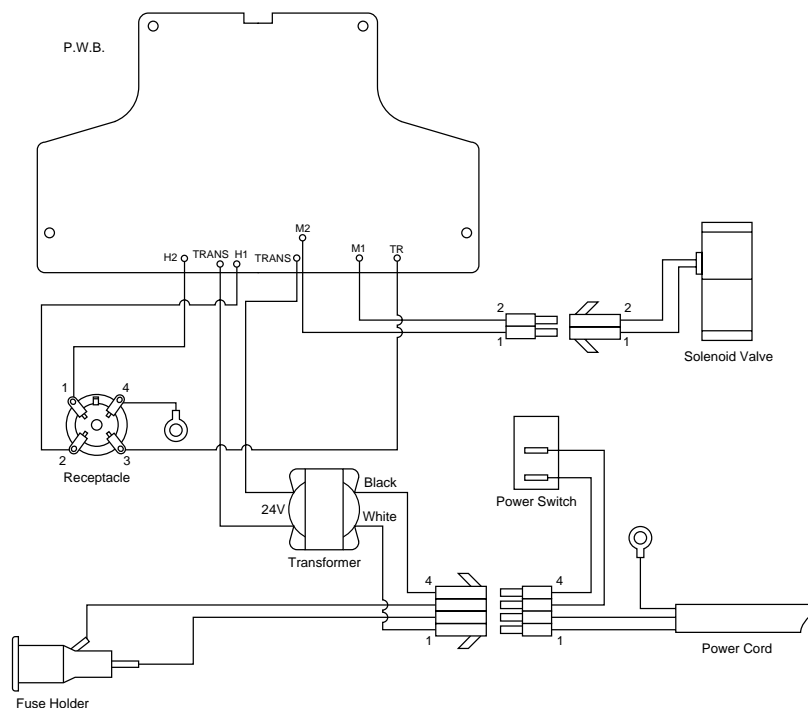 P.W.B.
M2
H2 TRANS H1 TRANS M1 TR
2 2
1 1
Solenoid Valve
1 4
2 3
Receptacle
Black
24V
White
Transformer
Power Switch
4 4
1 1
Power Cord
Fuse Holder